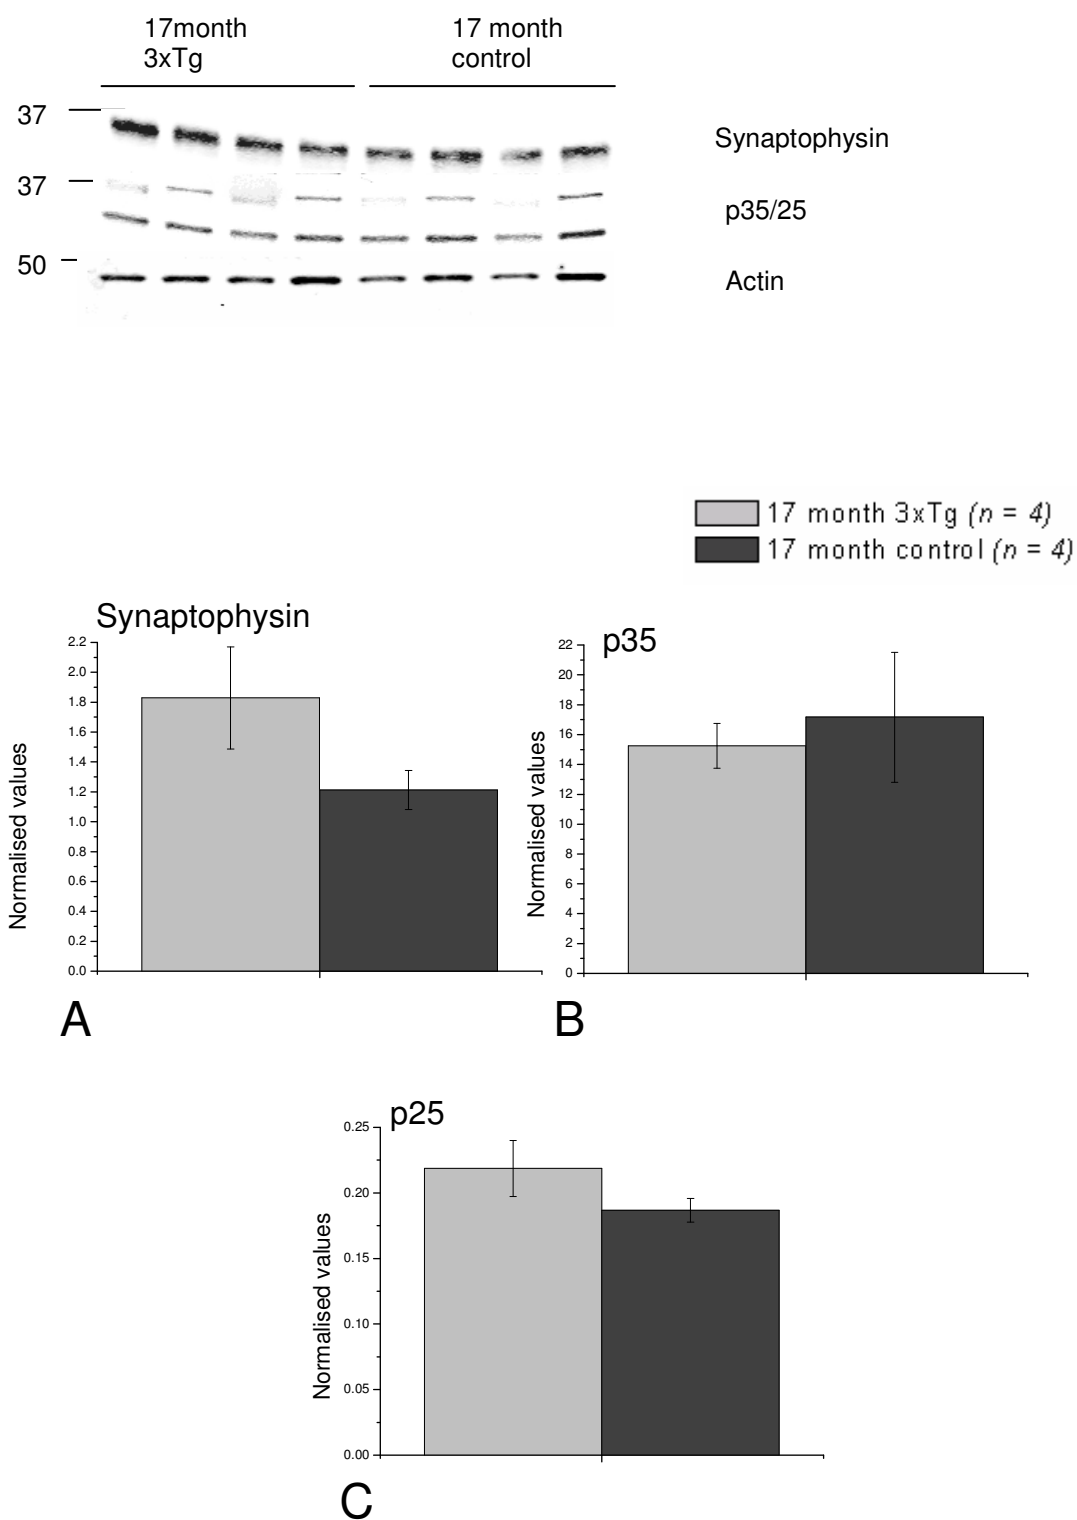 17month
3xTg
17 month
control
37
Synaptophysin
37
p35/25
50
Actin
17 month 3xTg (n = 4)
17 month control (n = 4)
Synaptophysin
2.2
2.0
1.8
1.6
1.4
1.2
1.0
0.8
0.6
0.4
0.2
0.0
Normalised values
A
p35
22
20
18
16
14
12
10
8
6
4
2
0
Normalised values
B
p25
0.25
0.20
0.15
0.10
0.05
0.00
Normalised values
C